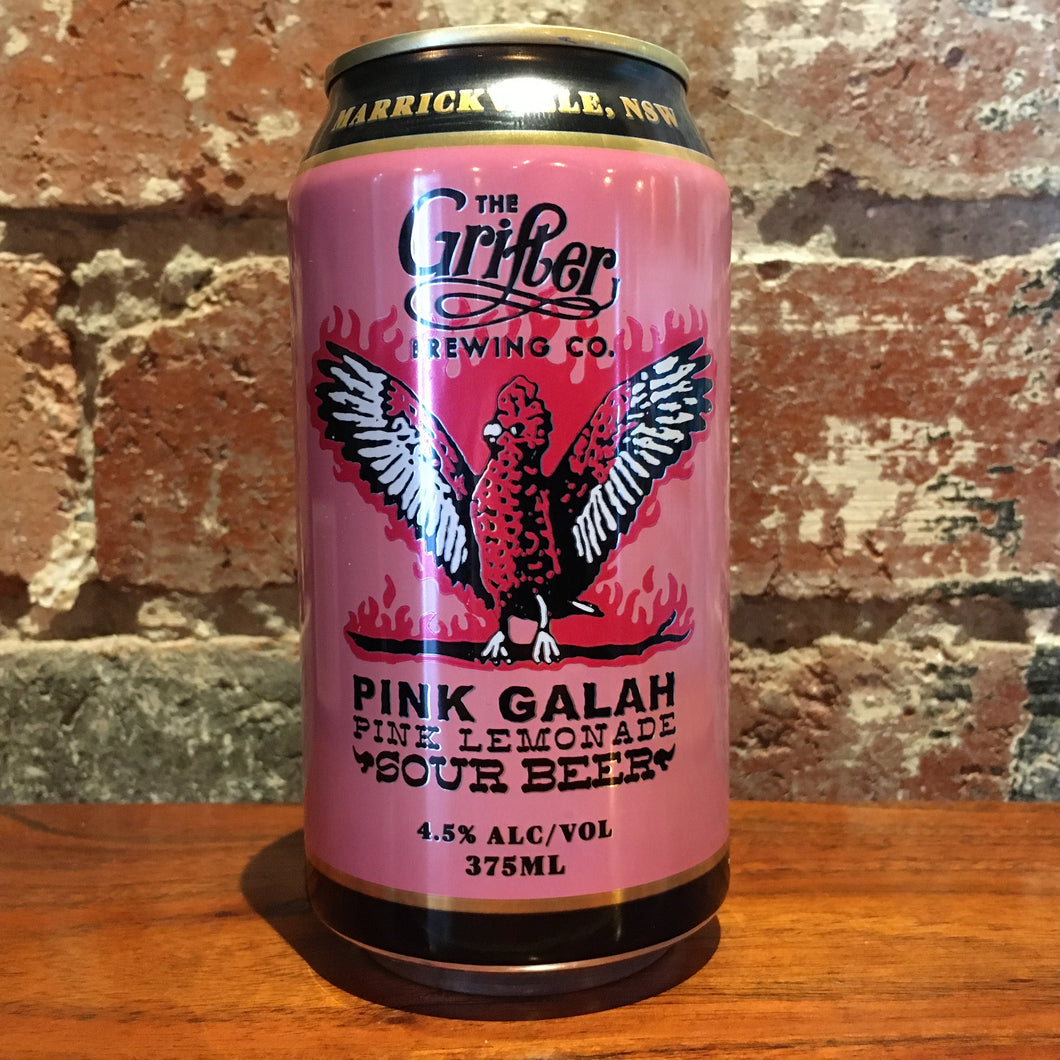 MARRICKVILLE, NSW
THE
Grifter
BREWING CO.
PINK GALAH
PINK LEMONADE
SOUR BEER
4.5% ALC/VOL
375ML